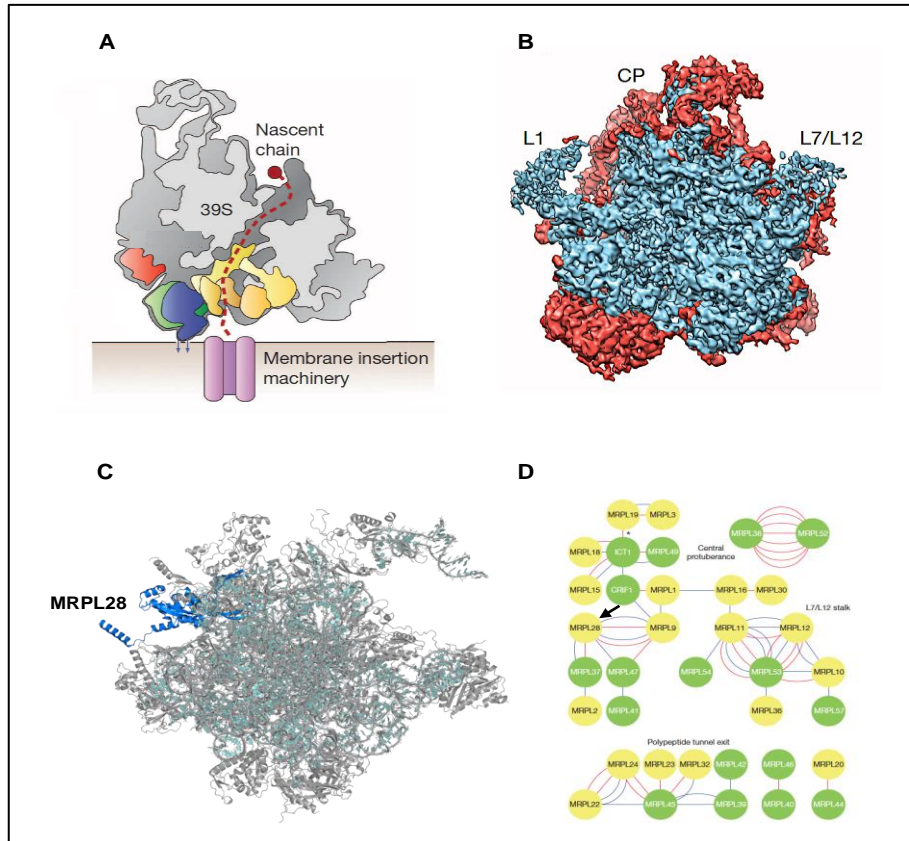 A
Nascent
chain
39S
Membrane insertion
machinery
B
CP
L1
L7/L12
C
MRPL28
D
MRPL19 MRPL3
*
MRPL18 ICT1 MRPL49
Central
protuberance
MRPL38 MRPL52
MRPL15 CRIF1 MRPL1 MRPL16 MRPL30
L7/L12 stalk
MRPL28 MRPL9 MRPL11 MRPL12
MRPL37 MRPL47 MRPL54 MRPL53 MRPL10
MRPL2 MRPL41 MRPL36 MRPL57
Polypeptide tunnel exit
MRPL24 MRPL23 MRPL32 MRPL42 MRPL46 MRPL20
MRPL22 MRPL45 MRPL39 MRPL40 MRPL44